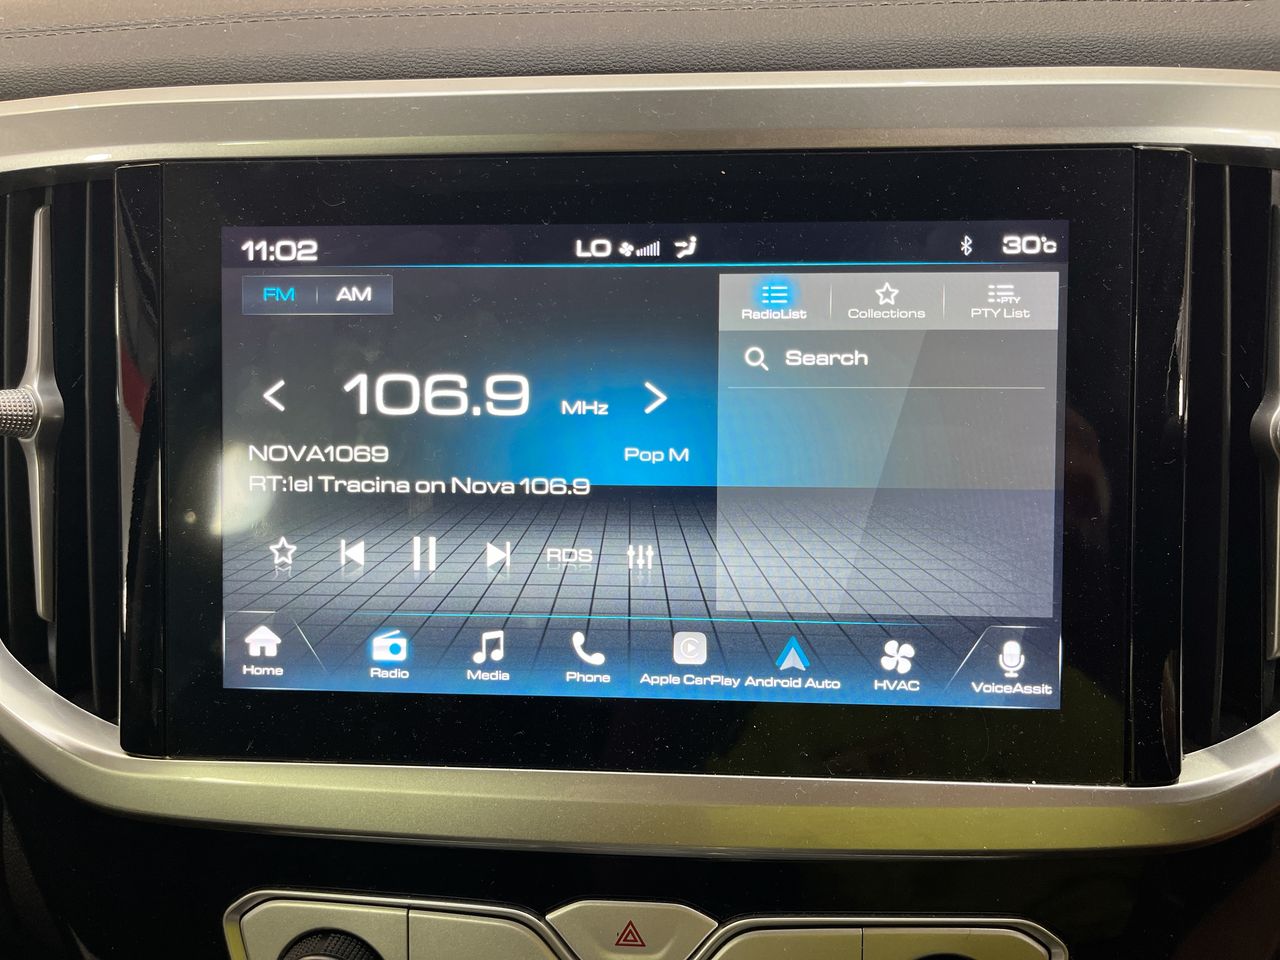 11:02 LO 30°c
FM AM
RadioList Collections PTY List
PTY
Search
106.9 MHz
NOVA1069 Pop M
RT:lel Tracina on Nova 106.9
RDS
Home Radio Media Phone Apple CarPlay Android Auto HVAC VoiceAssit